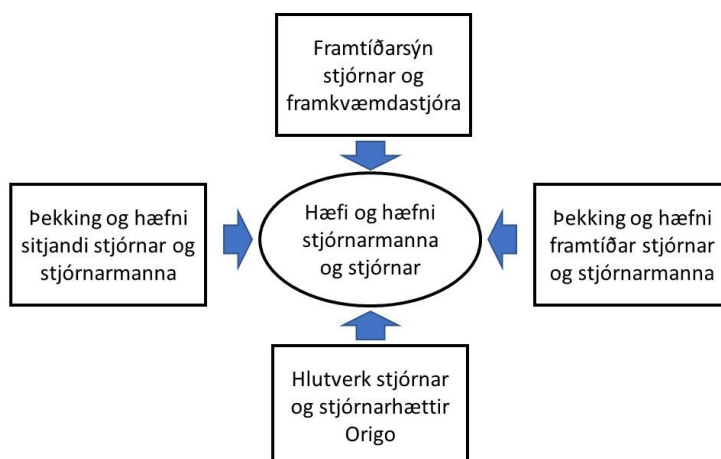 Framtíðarsýn
stjórnar og
framkvæmdastjóra
Þekking og hæfni
sitjandi stjórnar og
stjórnarmanna
Hæfi og hæfni
stjórnarmanna
og stjórnar
Þekking og hæfni
framtíðar stjórnar
og stjórnarmanna
Hlutverk stjórnar
og stjórnarhættir
Origo